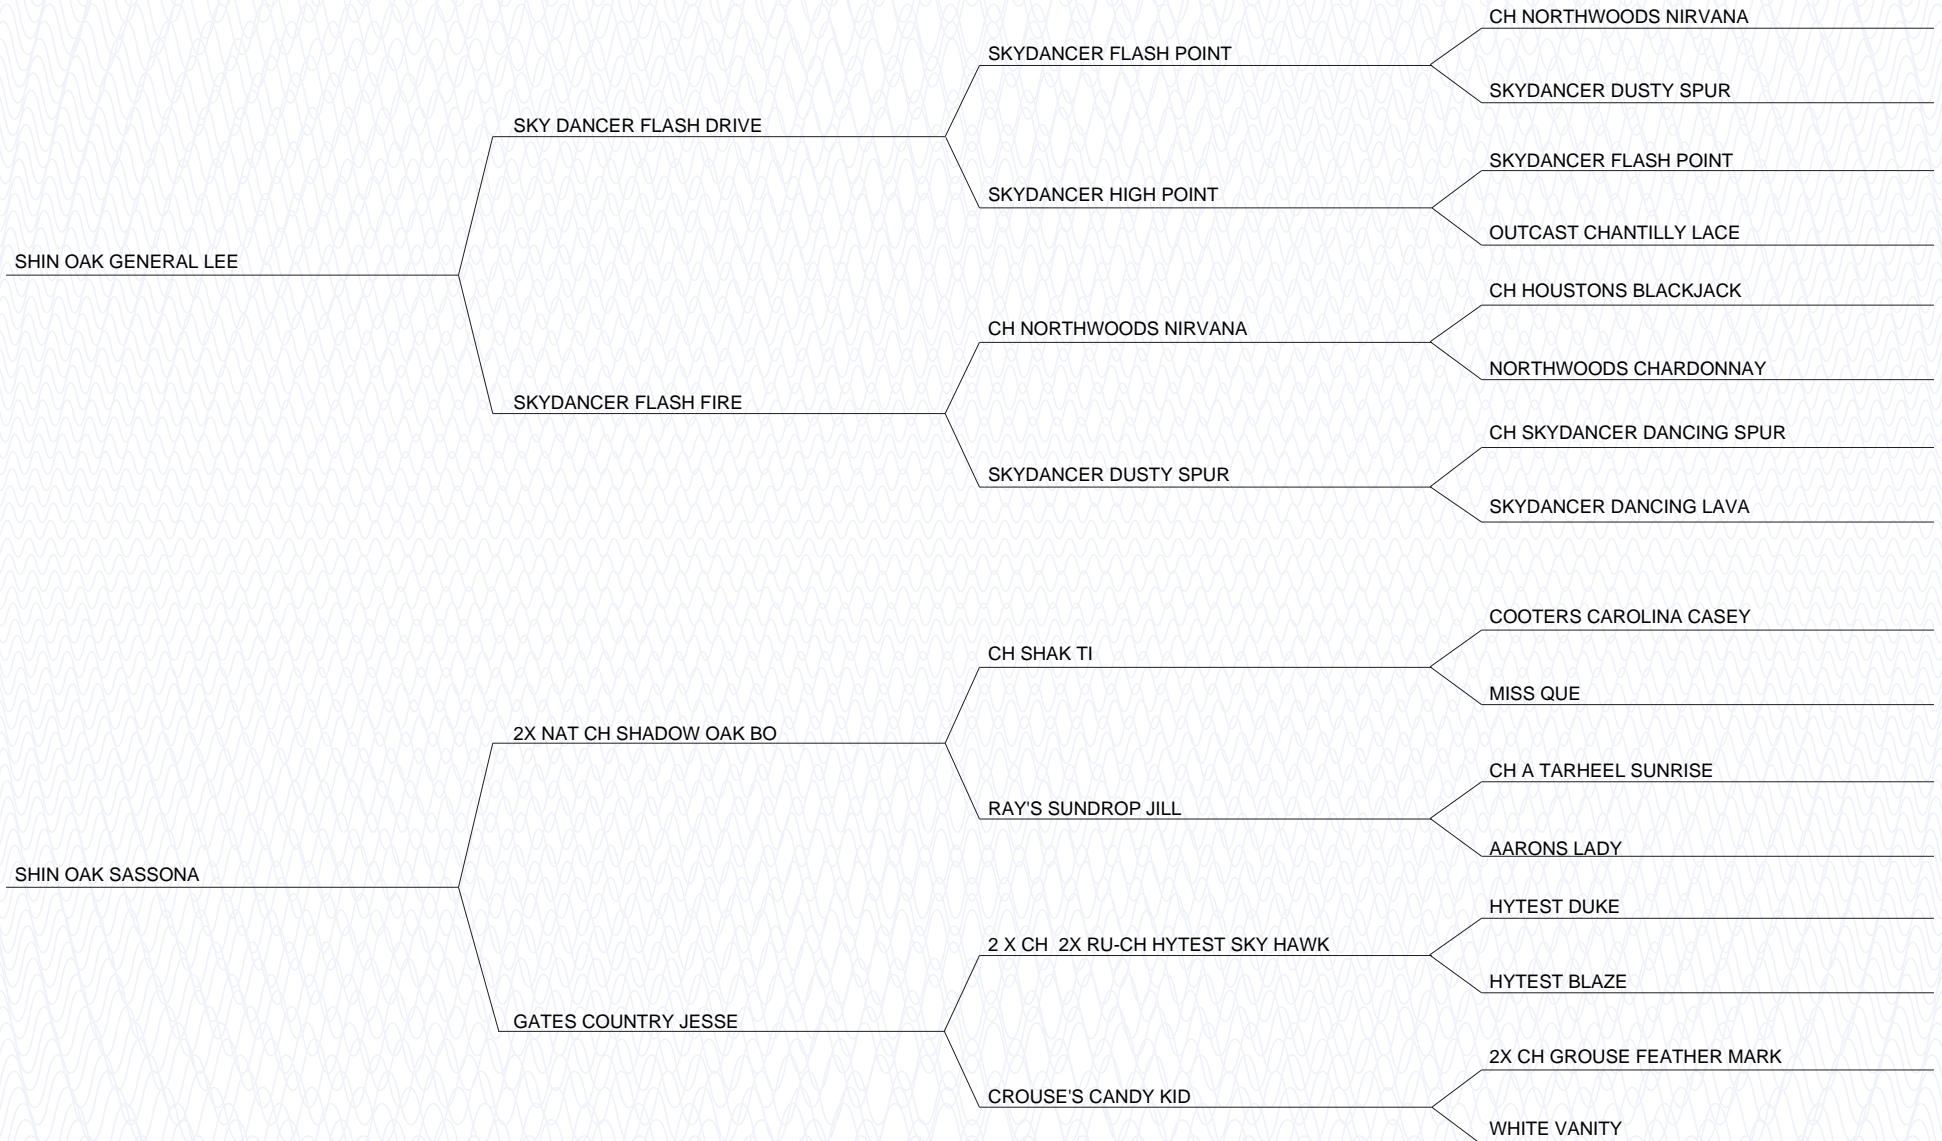 CH NORTHWOODS NIRVANA
SKYDANCER FLASH POINT
SKYDANCER DUSTY SPUR
SKY DANCER FLASH DRIVE
SKYDANCER FLASH POINT
SKYDANCER HIGH POINT
OUTCAST CHANTILLY LACE
SHIN OAK GENERAL LEE
CH HOUSTONS BLACKJACK
CH NORTHWOODS NIRVANA
NORTHWOODS CHARDONNAY
SKYDANCER FLASH FIRE
CH SKYDANCER DANCING SPUR
SKYDANCER DUSTY SPUR
SKYDANCER DANCING LAVA
COOTERS CAROLINA CASEY
CH SHAK TI
MISS QUE
2X NAT CH SHADOW OAK BO
CH A TARHEEL SUNRISE
RAY'S SUNDROP JILL
AARONS LADY
SHIN OAK SASSONA
HYTEST DUKE
2 X CH  2X RU-CH HYTEST SKY HAWK
HYTEST BLAZE
GATES COUNTRY JESSE
2X CH GROUSE FEATHER MARK
CROUSE'S CANDY KID
WHITE VANITY